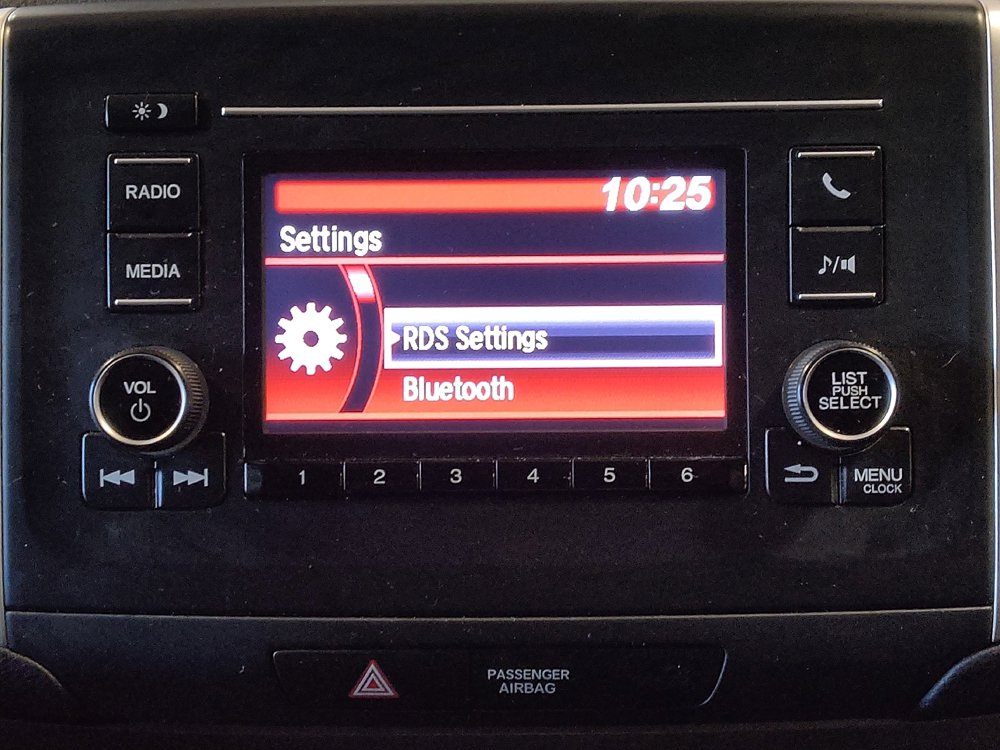 10:25
RADIO
MEDIA
Settings
RDS Settings
Bluetooth
VOL
LIST
PUSH
SELECT
1 2 3 4 5 6
MENU
CLOCK
PASSENGER
AIRBAG